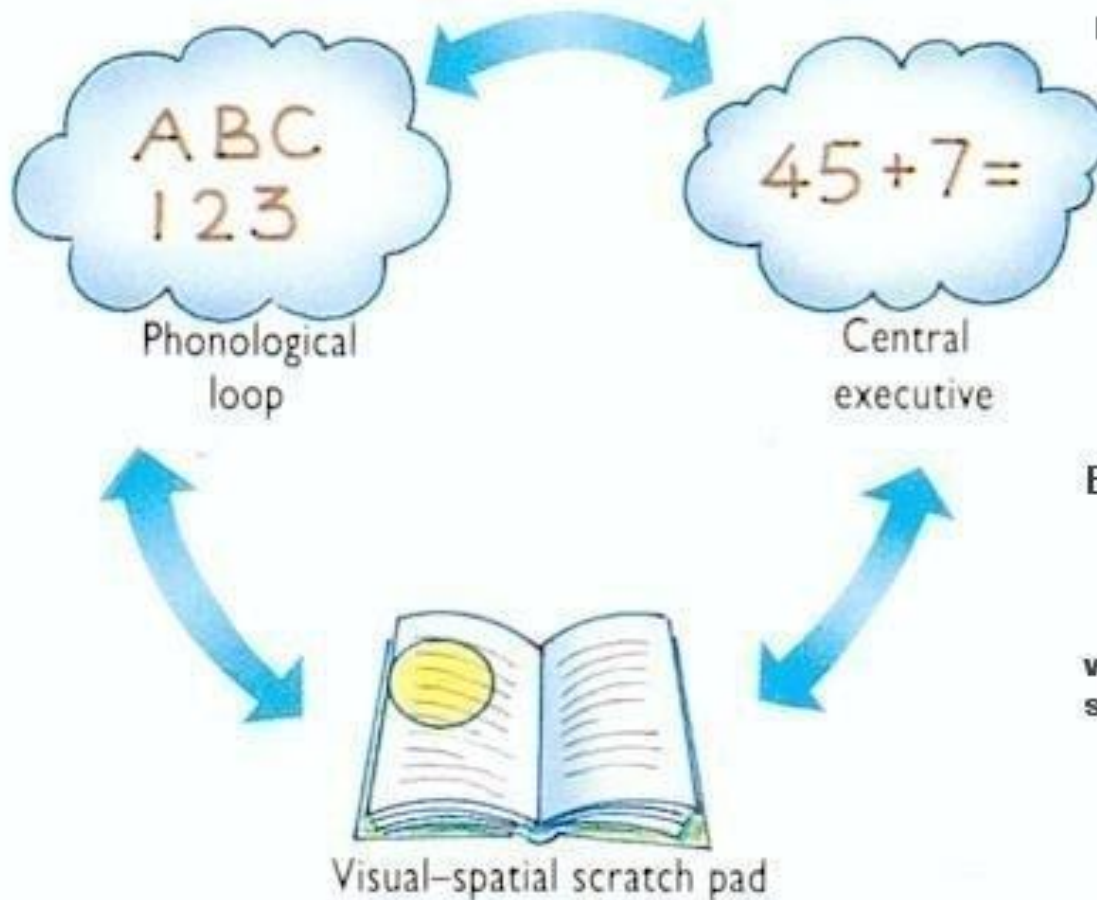 ABC
123
Phonological
loop
45+7=
Central
executive
Visual–spatial scratch pad